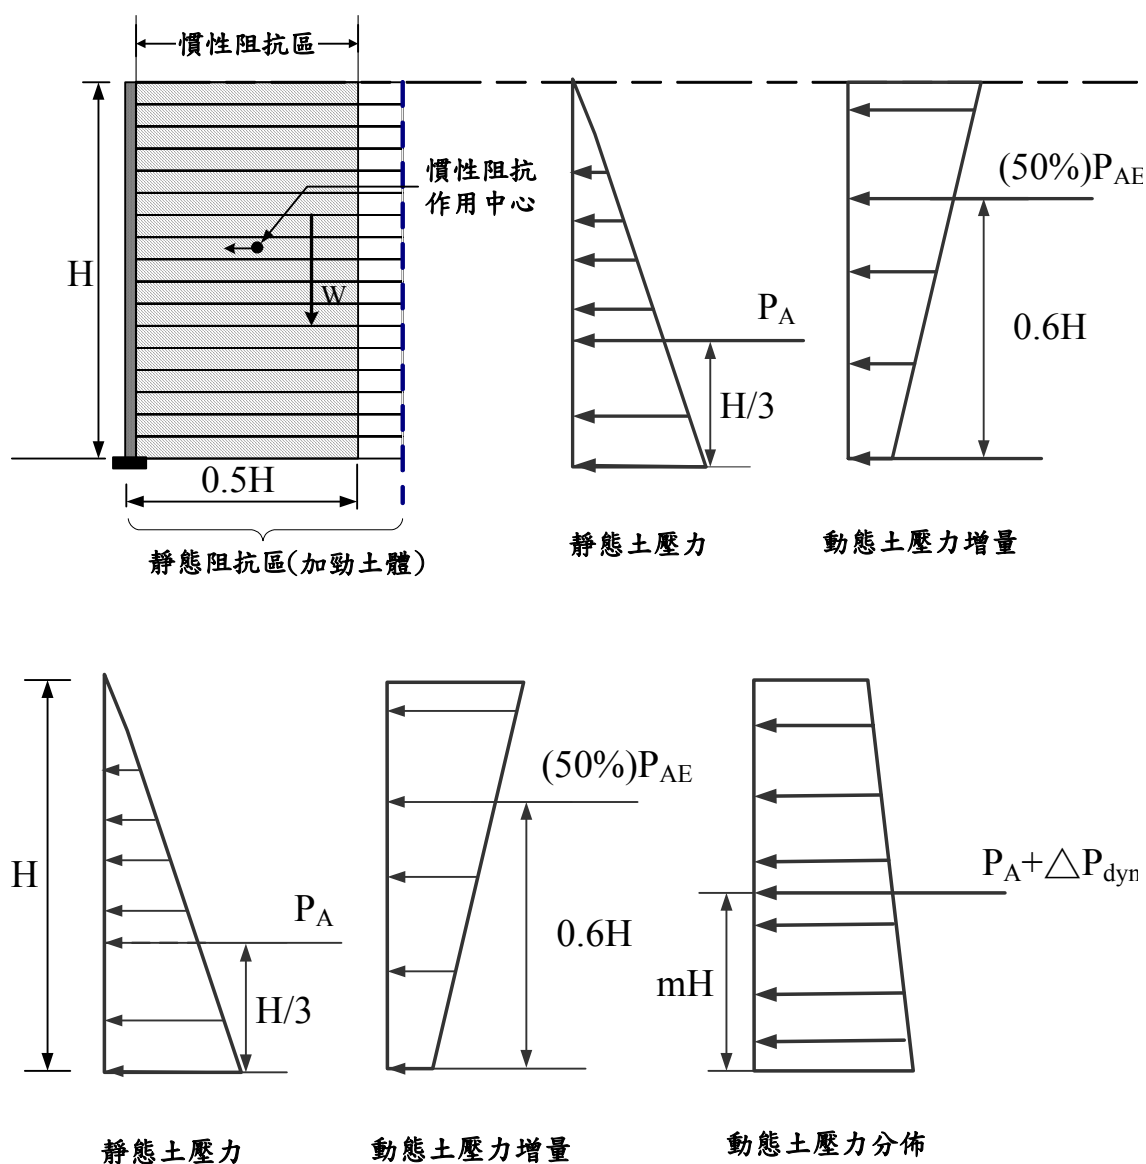 慣性阻抗區
慣性阻抗
作用中心
H
W
0.5H
靜態阻抗區(加勁土體)
P_A
H/3
靜態土壓力
(50%)P_AE
0.6H
動態土壓力增量
H
P_A
H/3
靜態土壓力
(50%)P_AE
0.6H
動態土壓力增量
P_A+△P_dyn
mH
動態土壓力分佈